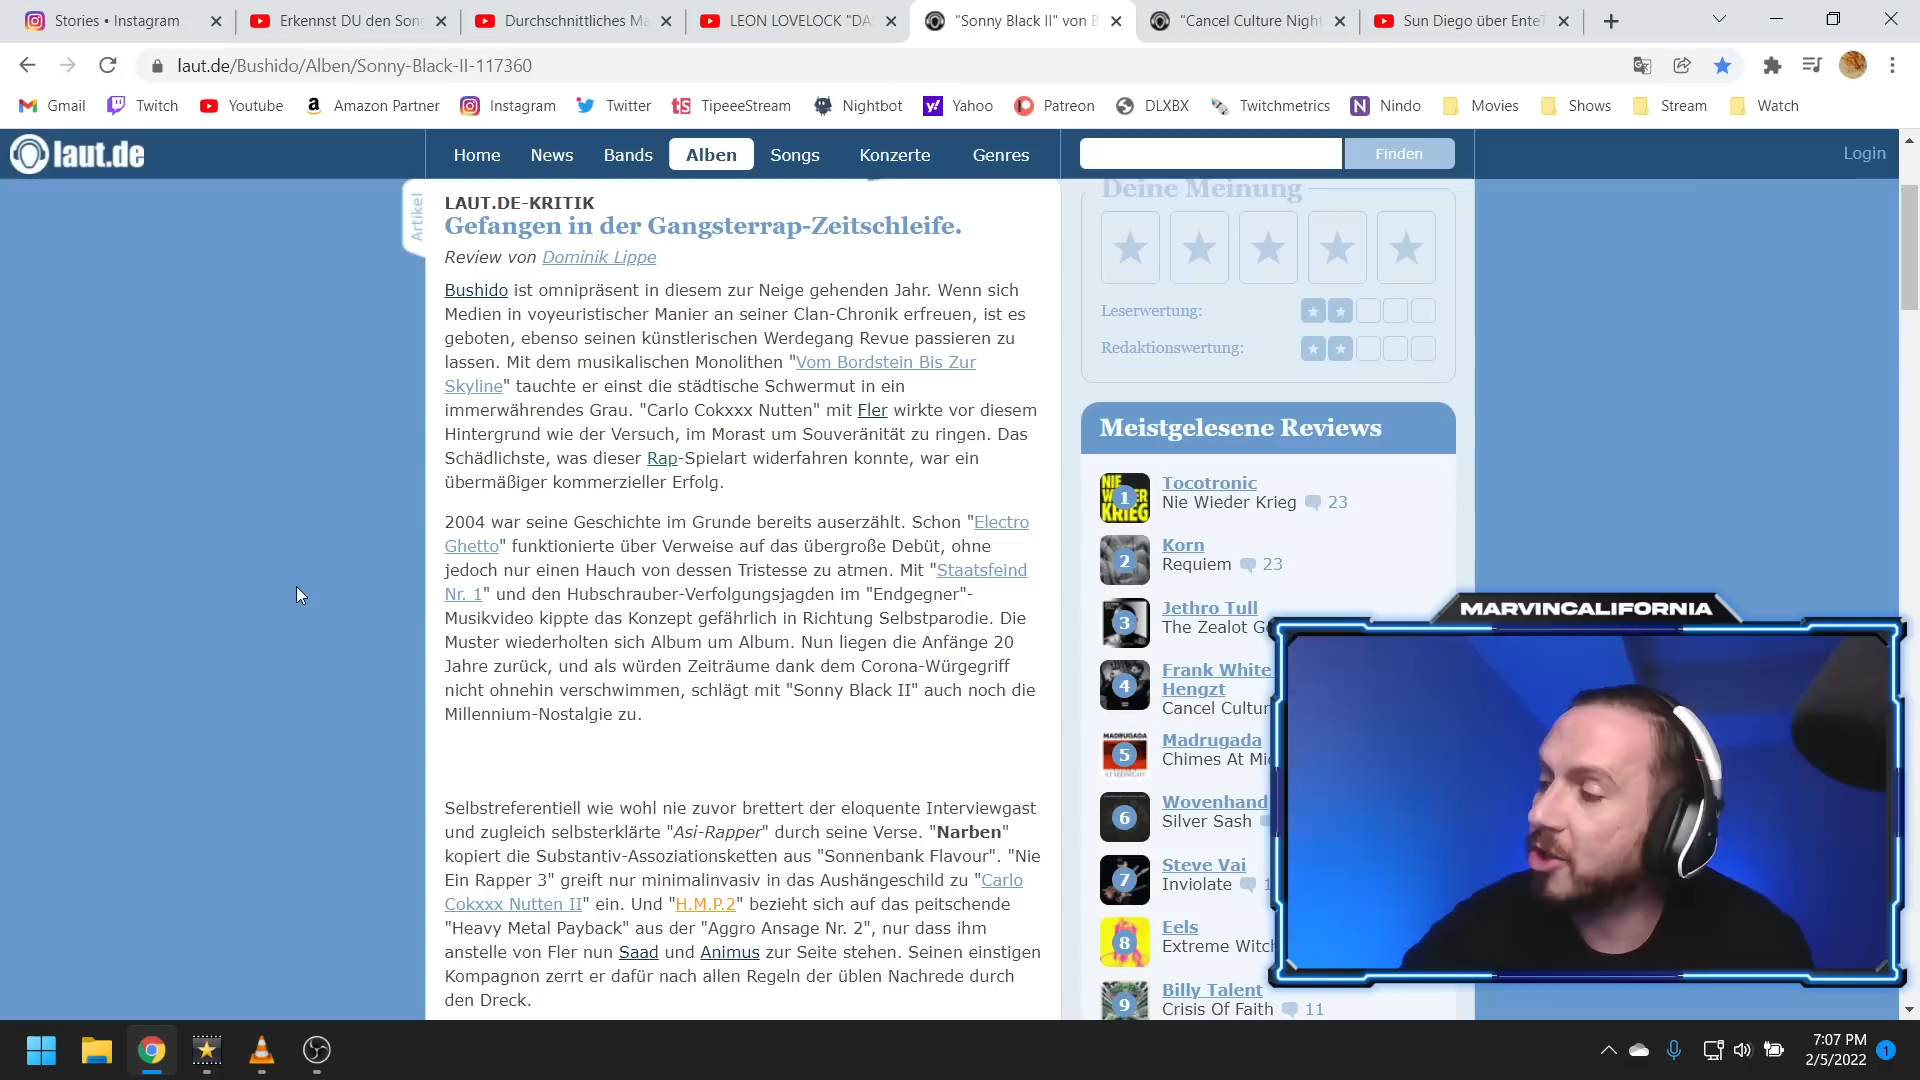 Stories • Instagram
Erkennst DU den Song
Durchschnittliches Ma
LEON LOVELOCK "DA
"Sonny Black II" von B
"Cancel Culture Night
Sun Diego über EnteT
laut.de/Bushido/Alben/Sonny-Black-II-117360
Gmail Twitch Youtube Amazon Partner Instagram Twitter TipeeeStream Nightbot Yahoo Patreon DLXBX Twitchmetrics Nindo Movies Shows Stream Watch
laut.de
Home News Bands Alben Songs Konzerte Genres
Finden
Login
Artikel
LAUT.DE-KRITIK
Gefangen in der Gangsterrap-Zeitschleife.
Review von Dominik Lippe
Bushido ist omnipräsent in diesem zur Neige gehenden Jahr. Wenn sich
Medien in voyeuristischer Manier an seiner Clan-Chronik erfreuen, ist es
geboten, ebenso seinen künstlerischen Werdegang Revue passieren zu
lassen. Mit dem musikalischen Monolithen "Vom Bordstein Bis Zur
Skyline" tauchte er einst die städtische Schwermut in ein
immerwährendes Grau. "Carlo Cokxxx Nutten" mit Fler wirkte vor diesem
Hintergrund wie der Versuch, im Morast um Souveränität zu ringen. Das
Schädlichste, was dieser Rap-Spielart widerfahren konnte, war ein
übermäßiger kommerzieller Erfolg.
2004 war seine Geschichte im Grunde bereits auserzählt. Schon "Electro
Ghetto" funktionierte über Verweise auf das übergroße Debüt, ohne
jedoch nur einen Hauch von dessen Tristesse zu atmen. Mit "Staatsfeind
Nr. 1" und den Hubschrauber-Verfolgungsjagden im "Endgegner"-
Musikvideo kippte das Konzept gefährlich in Richtung Selbstparodie. Die
Muster wiederholten sich Album um Album. Nun liegen die Anfänge 20
Jahre zurück, und als würden Zeiträume dank dem Corona-Würgegriff
nicht ohnehin verschwimmen, schlägt mit "Sonny Black II" auch noch die
Millennium-Nostalgie zu.
Selbstreferentiell wie wohl nie zuvor brettert der eloquente Interviewgast
und zugleich selbsterklärte "Asi-Rapper" durch seine Verse. "Narben"
kopiert die Substantiv-Assoziationsketten aus "Sonnenbank Flavour". "Nie
Ein Rapper 3" greift nur minimalinvasiv in das Aushängeschild zu "Carlo
Cokxxx Nutten II" ein. Und "H.M.P.2" bezieht sich auf das peitschende
"Heavy Metal Payback" aus der "Aggro Ansage Nr. 2", nur dass ihm
anstelle von Fler nun Saad und Animus zur Seite stehen. Seinen einstigen
Kompagnon zerrt er dafür nach allen Regeln der üblen Nachrede durch
den Dreck.
Deine Meinung
Leserwertung:
Redaktionswertung:
Meistgelesene Reviews
NIE WIEDER KRIEG
1
Tocotronic
Nie Wieder Krieg 23
2
Korn
Requiem 23
3
Jethro Tull
The Zealot G
4
Frank White
Hengzt
Cancel Cultur
MADRUGADA
5
Madrugada
Chimes At Mi
6
Wovenhand
Silver Sash
7
Steve Vai
Inviolate 1
8
Eels
Extreme Witch
9
Billy Talent
Crisis Of Faith 11
MARVINCALIFORNIA
7:07 PM
2/5/2022
1